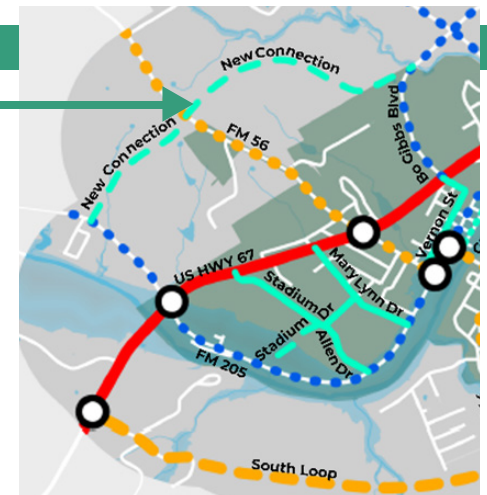 New Connection
New Connection
FM 56
Bo Gibbs Blvd
Vernon St
US HWY 67
Mary Lynn Dr
Stadium Dr
Stadium
Allen Dr
FM 205
South Loop